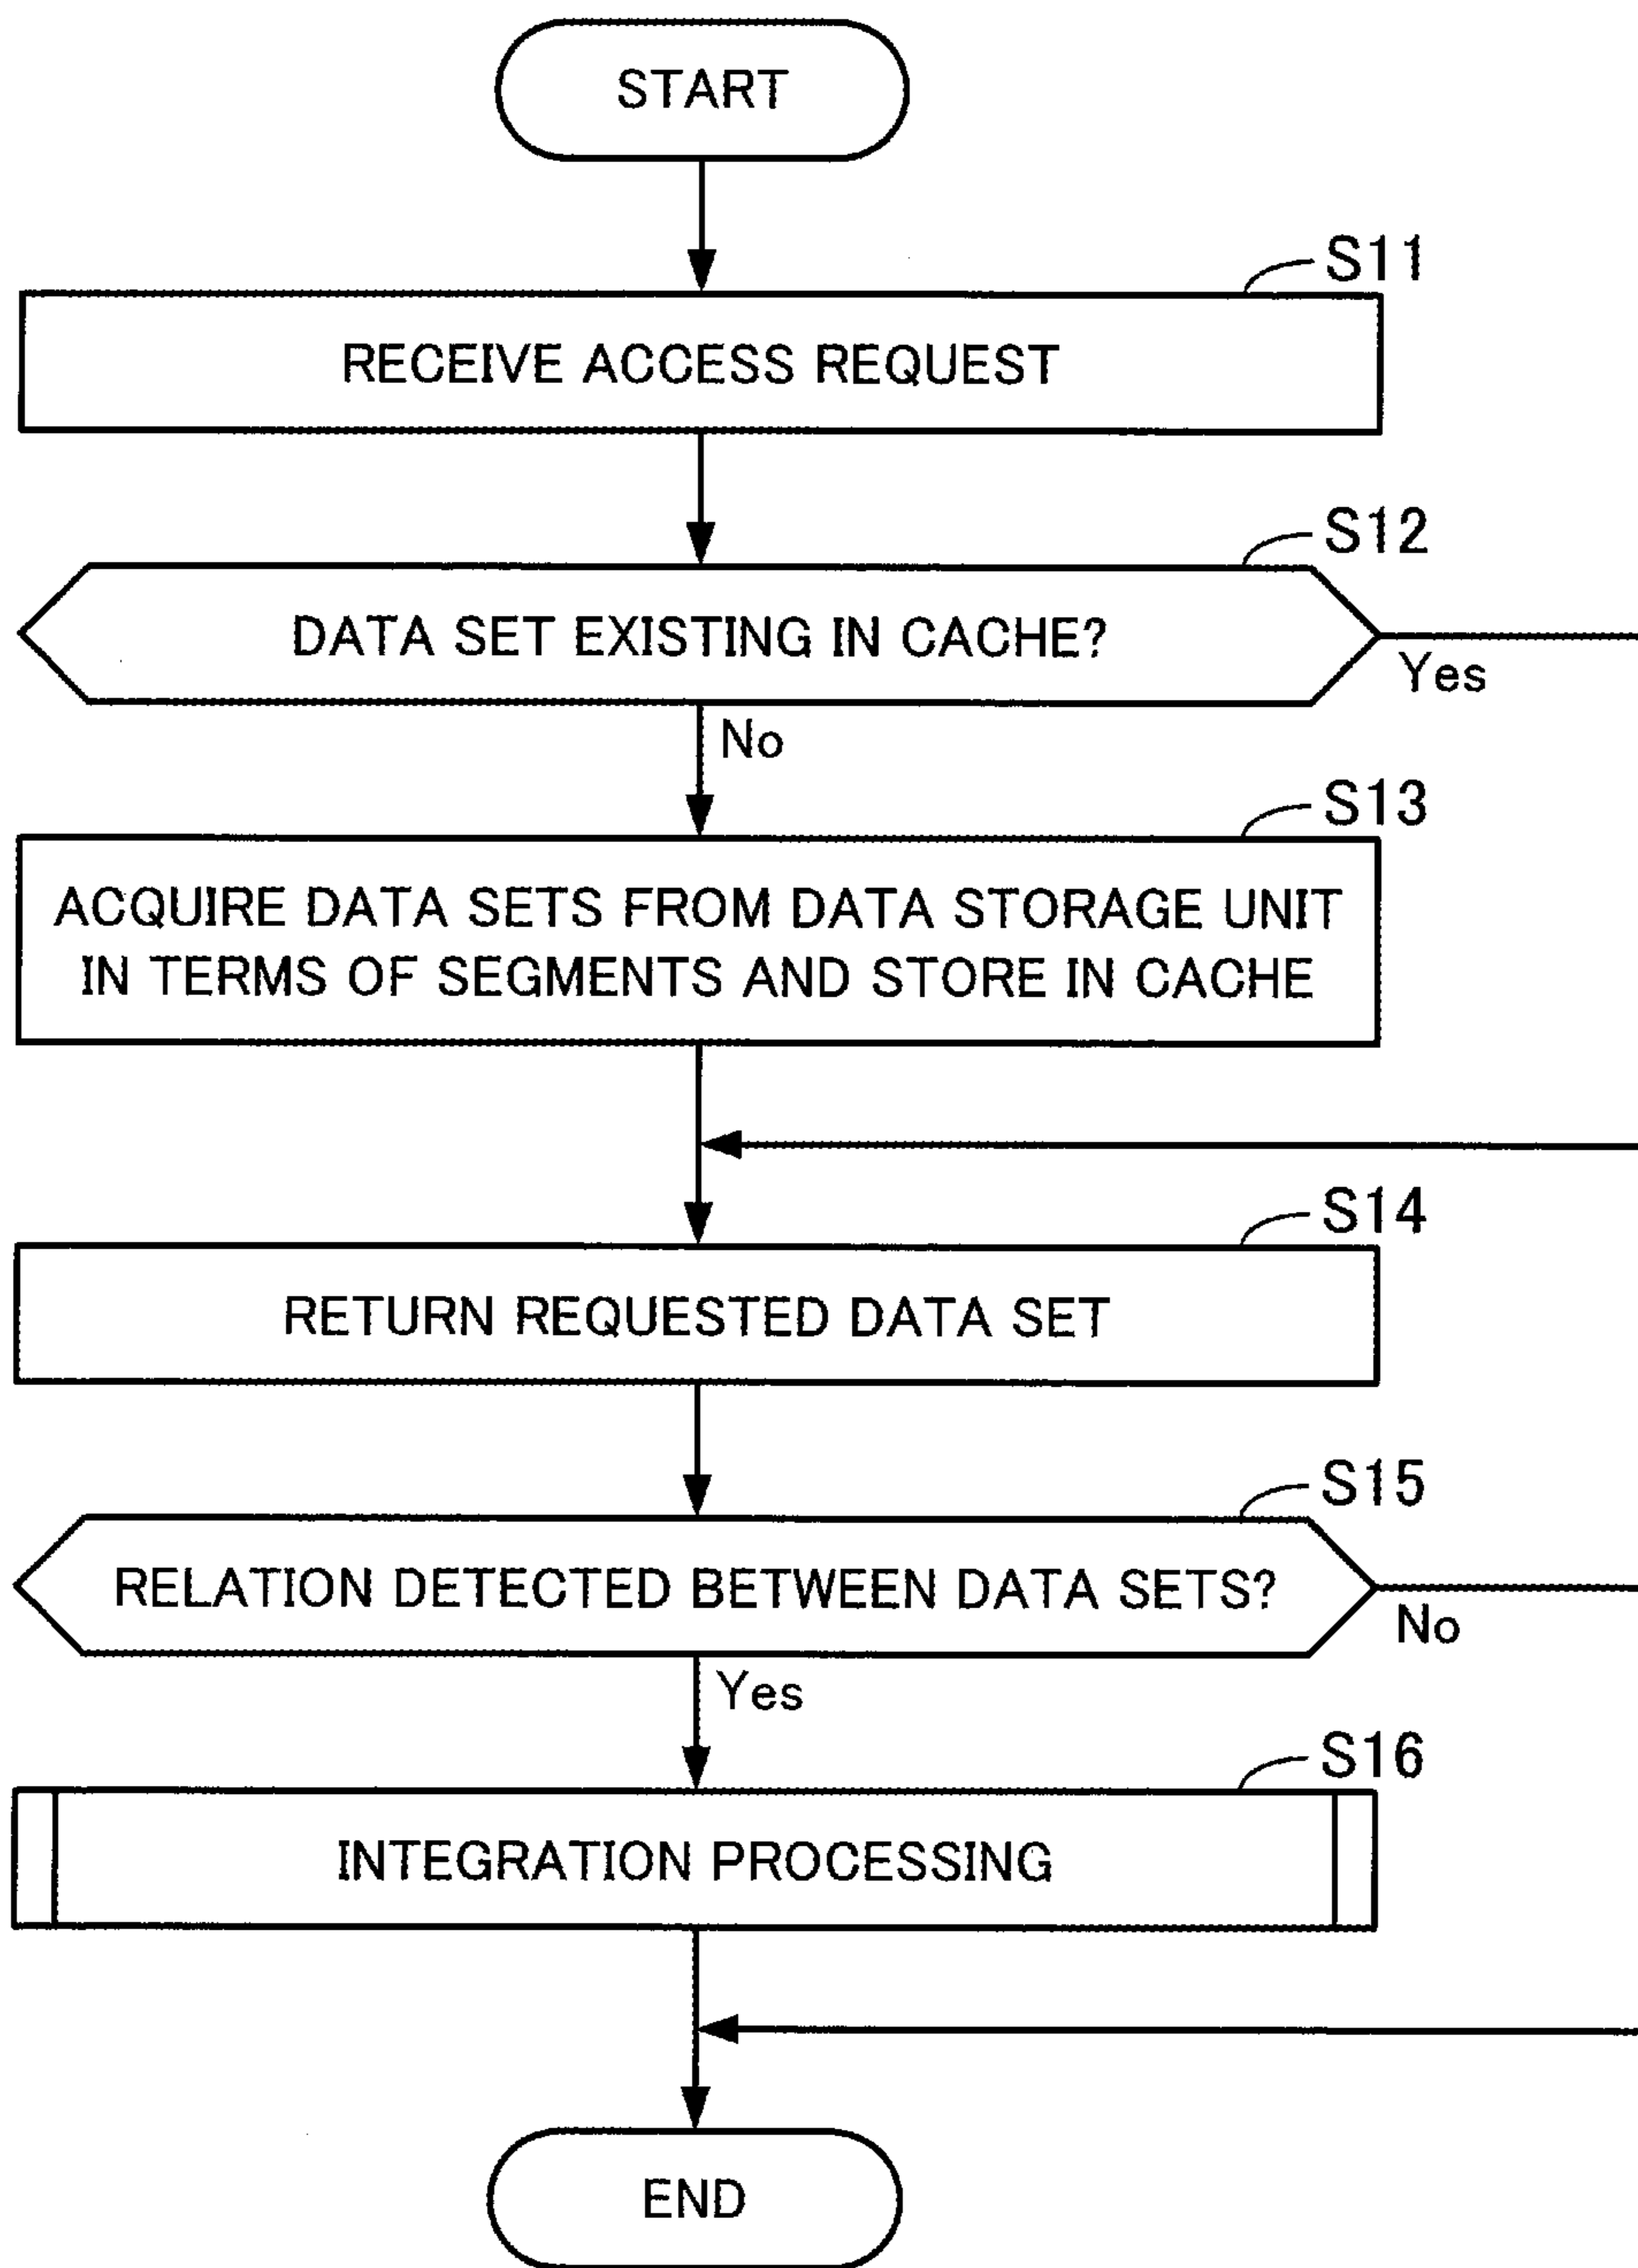 START
S11
RECEIVE ACCESS REQUEST
S12
DATA SET EXISTING IN CACHE?
Yes
No
S13
ACQUIRE DATA SETS FROM DATA STORAGE UNIT
IN TERMS OF SEGMENTS AND STORE IN CACHE
S14
RETURN REQUESTED DATA SET
S15
RELATION DETECTED BETWEEN DATA SETS?
No
Yes
S16
INTEGRATION PROCESSING
END